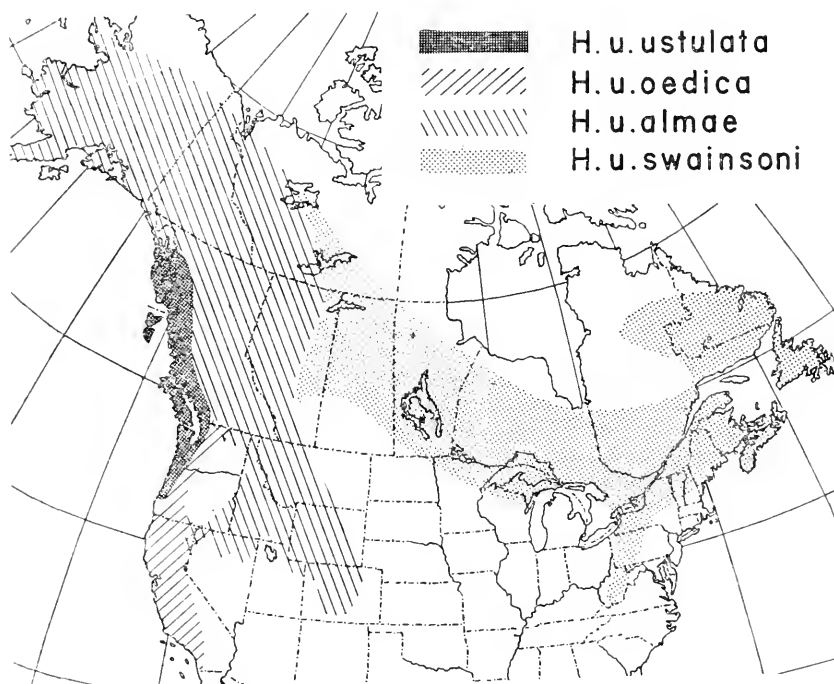 H. u. ustulata
H. u. oedica
H. u. almae
H. u. swainsoni